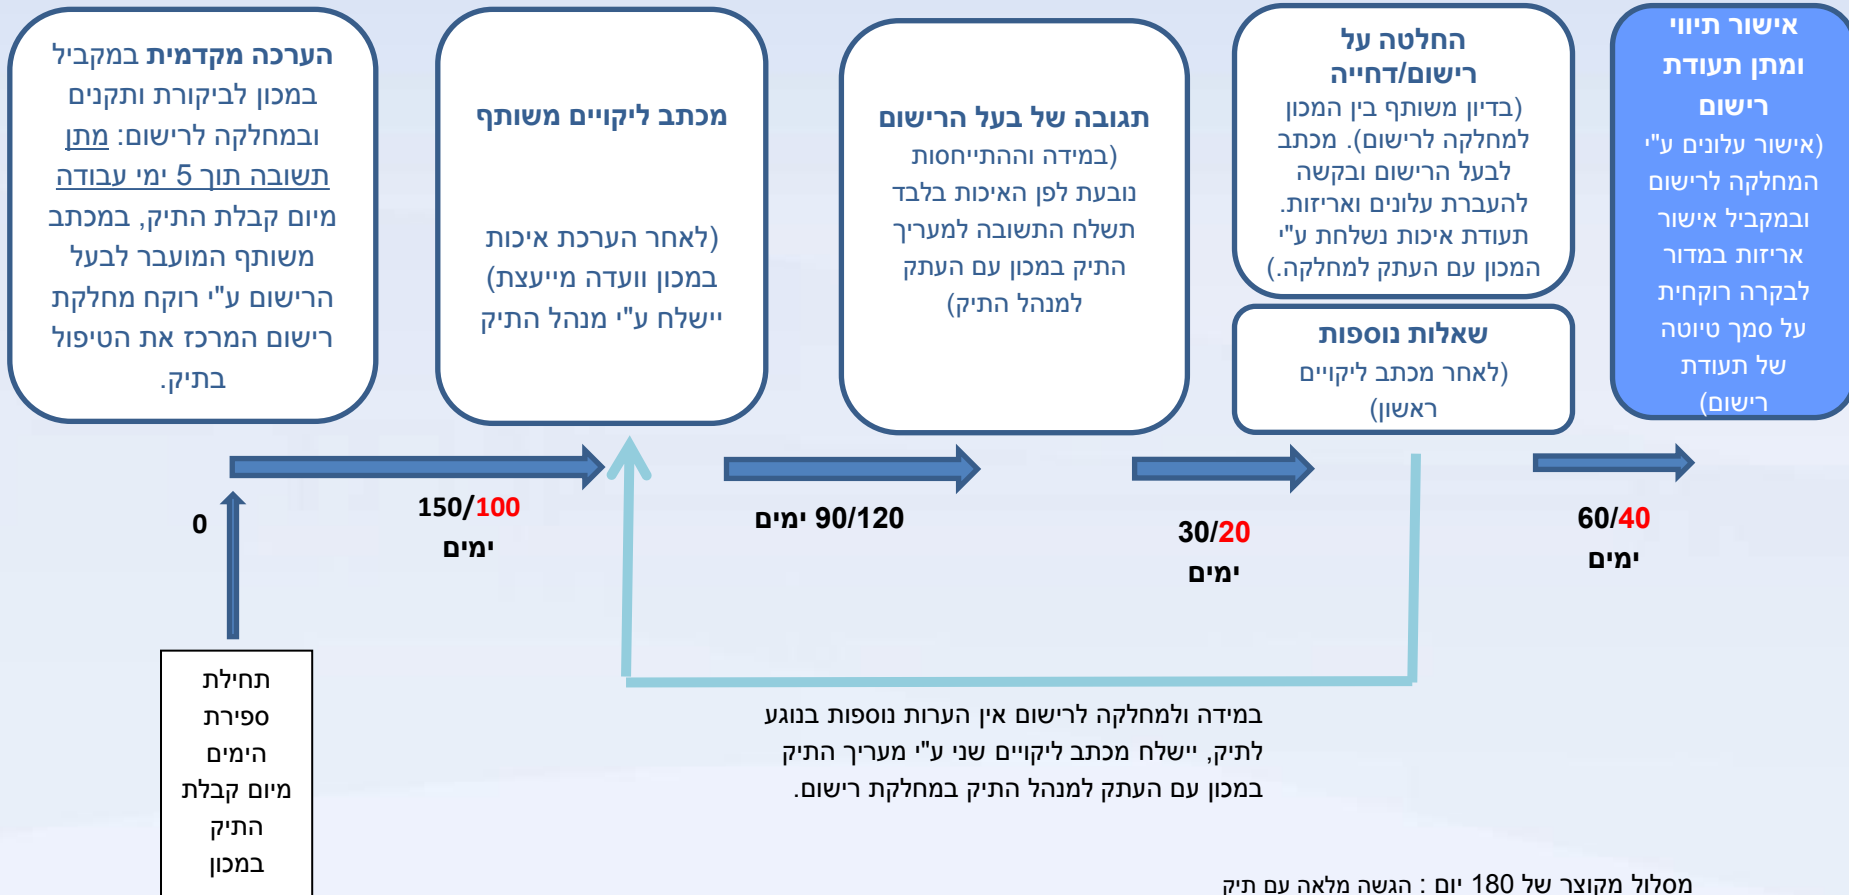 הערכה מקדמית במקביל
במכון לביקורת ותקנים
ובמחלקה לרישום: מתן
תשובה תוך 5 ימי עבודה
מיום קבלת התיק, במכתב
משותף המועבר לבעל
הרישום ע"י רוקח מחלקת
רישום המרכז את הטיפול
בתיק.
מכתב ליקויים משותף
(לאחר הערכת איכות
במכון וועדה מייעצת)
יישלח ע"י מנהל התיק
תגובה של בעל הרישום
(במידה וההתייחסות
נובעת לפן האיכות בלבד
תשלח התשובה למעריך
התיק במכון עם העתק
למנהל התיק)
החלטה על
רישום/דחייה
(בדיון משותף בין המכון
למחלקה לרישום). מכתב
לבעל הרישום ובקשה
להעברת עלונים ואריזות.
תעודת איכות נשלחת ע"י
המכון עם העתק למחלקה.)
שאלות נוספות
(לאחר מכתב ליקויים
ראשון)
אישור תיווי
ומתן תעודת
רישום
(אישור עלונים ע"י
המחלקה לרישום
ובמקביל אישור
אריזות במדור
לבקרה רוקחית
על סמך טיוטה
של תעודת
רישום)
0
150/100
ימים
90/120 ימים
30/20
ימים
60/40
ימים
תחילת
ספירת
הימים
מיום קבלת
התיק
במכון
במידה ולמחלקה לרישום אין הערות נוספות בנוגע
לתיק, יישלח מכתב ליקויים שני ע"י מעריך התיק
במכון עם העתק למנהל התיק במחלקת רישום.
מסלול מקוצר של 180 יום : הגשה מלאה עם תיק